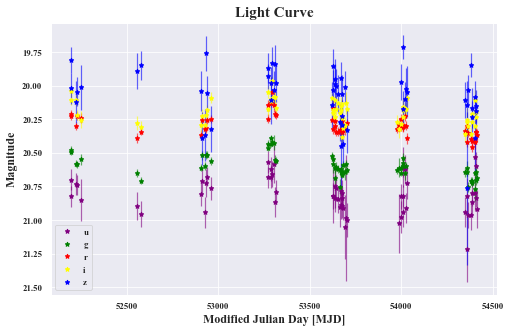 Light Curve
19.75
20.00
20.25
20.50
20.75
21.00
21.25
21.50
Magnitude
u
g
r
i
z
52500 53000 53500 54000 54500
Modified Julian Day [MJD]